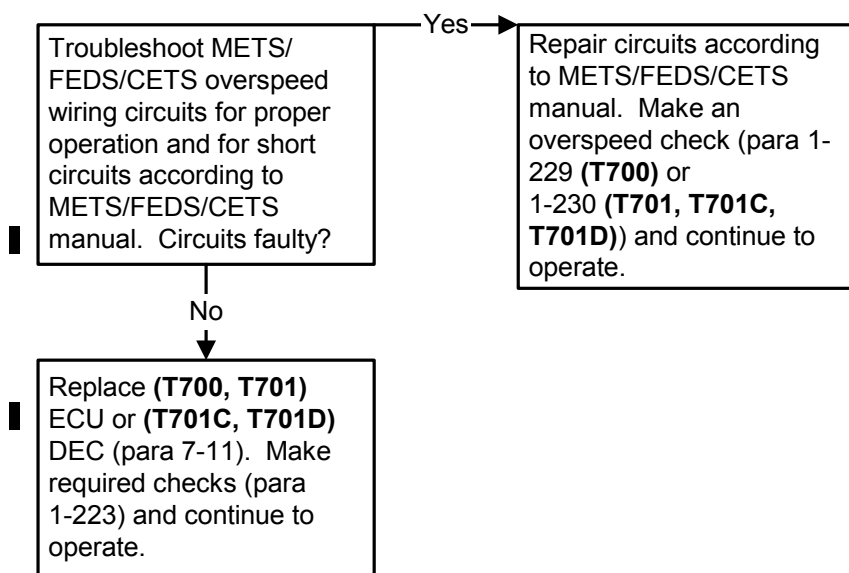 Troubleshoot METS/
FEDS/CETS overspeed
wiring circuits for proper
operation and for short
circuits according to
METS/FEDS/CETS
manual. Circuits faulty?
Yes
Repair circuits according
to METS/FEDS/CETS
manual. Make an
overspeed check (para 1-
229 (T700) or
1-230 (T701, T701C,
T701D)) and continue to
operate.
No
Replace (T700, T701)
ECU or (T701C, T701D)
DEC (para 7-11). Make
required checks (para
1-223) and continue to
operate.